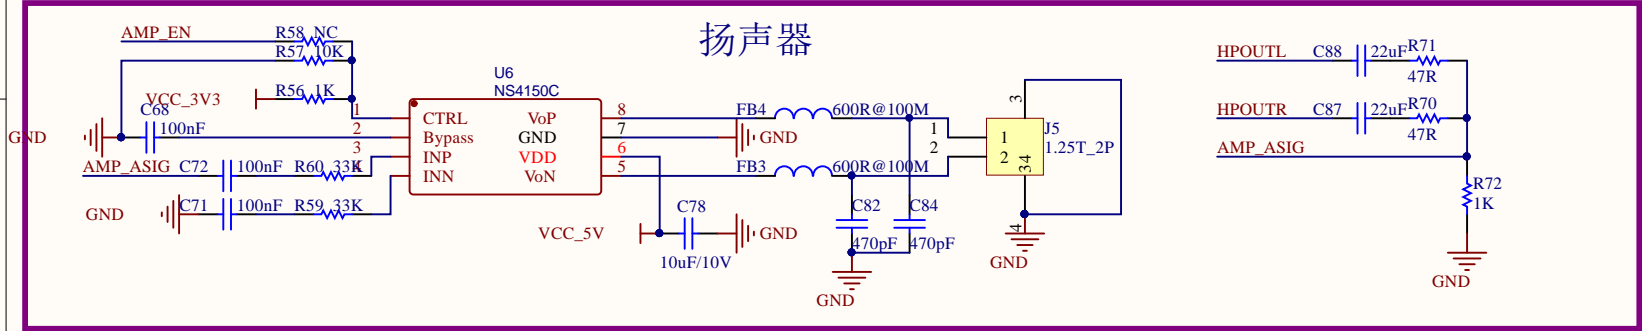 扬声器
AMP_EN
R58 NC
R57 10K
VCC_3V3
R56 1K
GND
C68
100nF
AMP_ASIG
C72
100nF
R60 33K
GND
C71
100nF
R59 33K
U6
NS4150C
1
2
3
4
CTRL
Bypass
INP
INN
VoP
GND
VDD
VoN
8
7
6
5
FB4
600R@100M
GND
FB3
600R@100M
VCC_5V
C78
10uF/10V
GND
C82
470pF
C84
470pF
GND
1
2
3
1
2
34
4
J5
1.25T_2P
GND
HPOUTL
C88
22uF
R71
47R
HPOUTR
C87
22uF
R70
47R
AMP_ASIG
R72
1K
GND